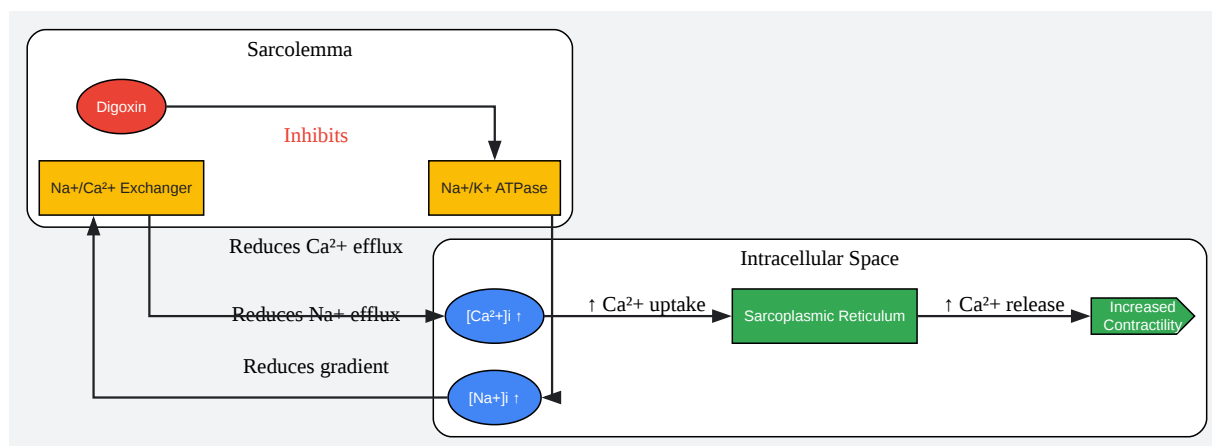 Sarcolemma
Digoxin
Inhibits
Na+/Ca²+ Exchanger
Na+/K+ ATPase
Reduces Ca²+ efflux
Intracellular Space
Reduces Na+ efflux
[Ca²+]i ↑
↑ Ca²+ uptake
Sarcoplasmic Reticulum
↑ Ca²+ release
Increased
Contractility
Reduces gradient
[Na+]i ↑